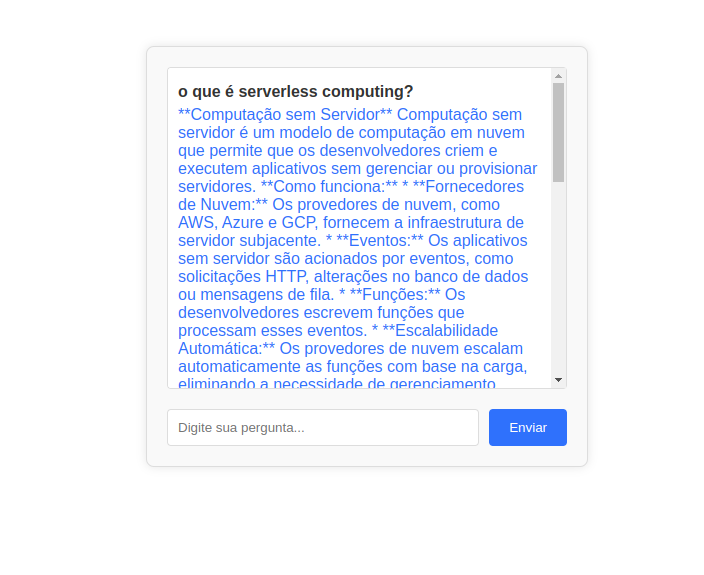 o que é serverless computing?
**Computação sem Servidor** Computação sem
servidor é um modelo de computação em nuvem
que permite que os desenvolvedores criem e
executem aplicativos sem gerenciar ou provisionar
servidores. **Como funciona:** * **Fornecedores
de Nuvem:** Os provedores de nuvem, como
AWS, Azure e GCP, fornecem a infraestrutura de
servidor subjacente. * **Eventos:** Os aplicativos
sem servidor são acionados por eventos, como
solicitações HTTP, alterações no banco de dados
ou mensagens de fila. * **Funções:** Os
desenvolvedores escrevem funções que
processam esses eventos. * **Escalabilidade
Automática:** Os provedores de nuvem escalam
automaticamente as funções com base na carga,
eliminando a necessidade de gerenciamento
Digite sua pergunta...
Enviar